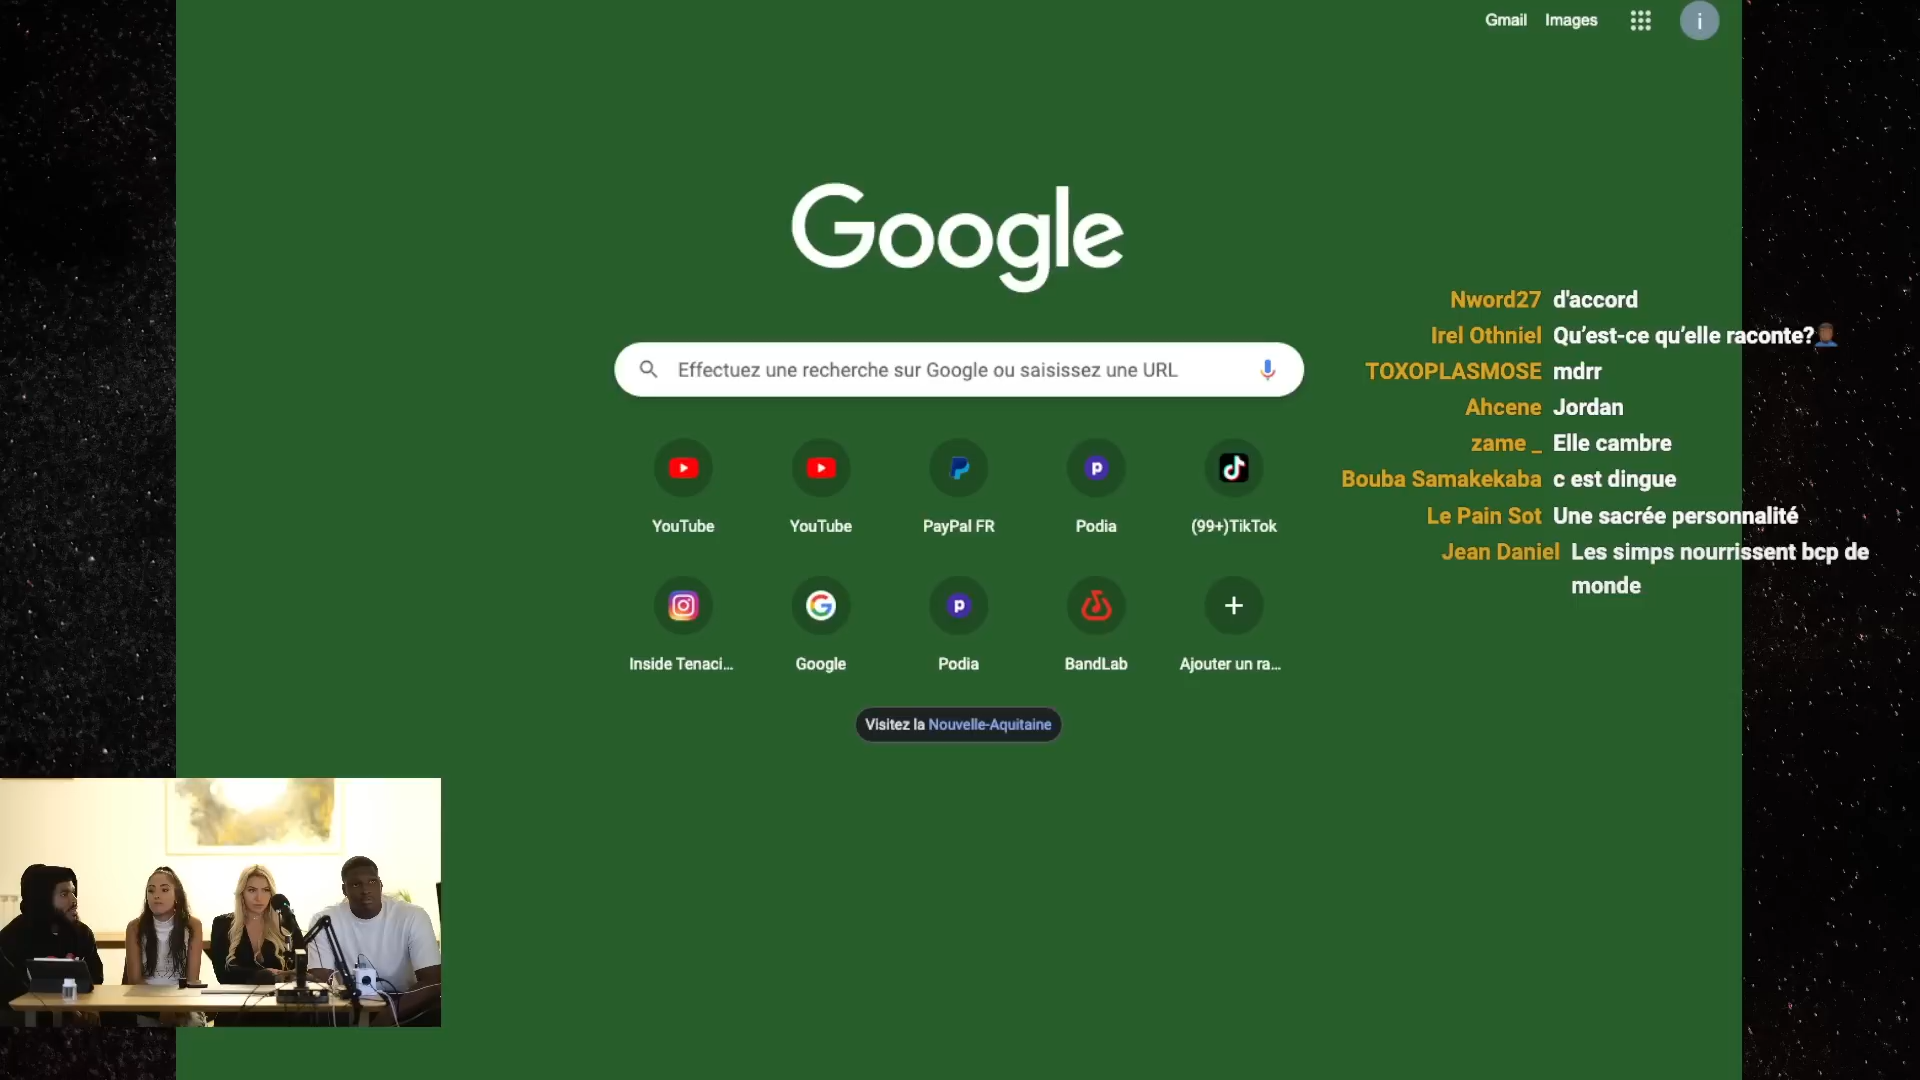 Gmail Images
i
Google
Effectuez une recherche sur Google ou saisissez une URL
YouTube YouTube PayPal FR Podia (99+)TikTok
Inside Tenaci... Google Podia BandLab Ajouter un ra...
Visitez la Nouvelle-Aquitaine
Nword27 d'accord
Irel Othniel Qu’est-ce qu’elle raconte?🤦🏾‍♂️
TOXOPLASMOSE mdrr
Ahcene Jordan
zame _ Elle cambre
Bouba Samakekaba c est dingue
Le Pain Sot Une sacrée personnalité
Jean Daniel Les simps nourrissent bcp de
monde